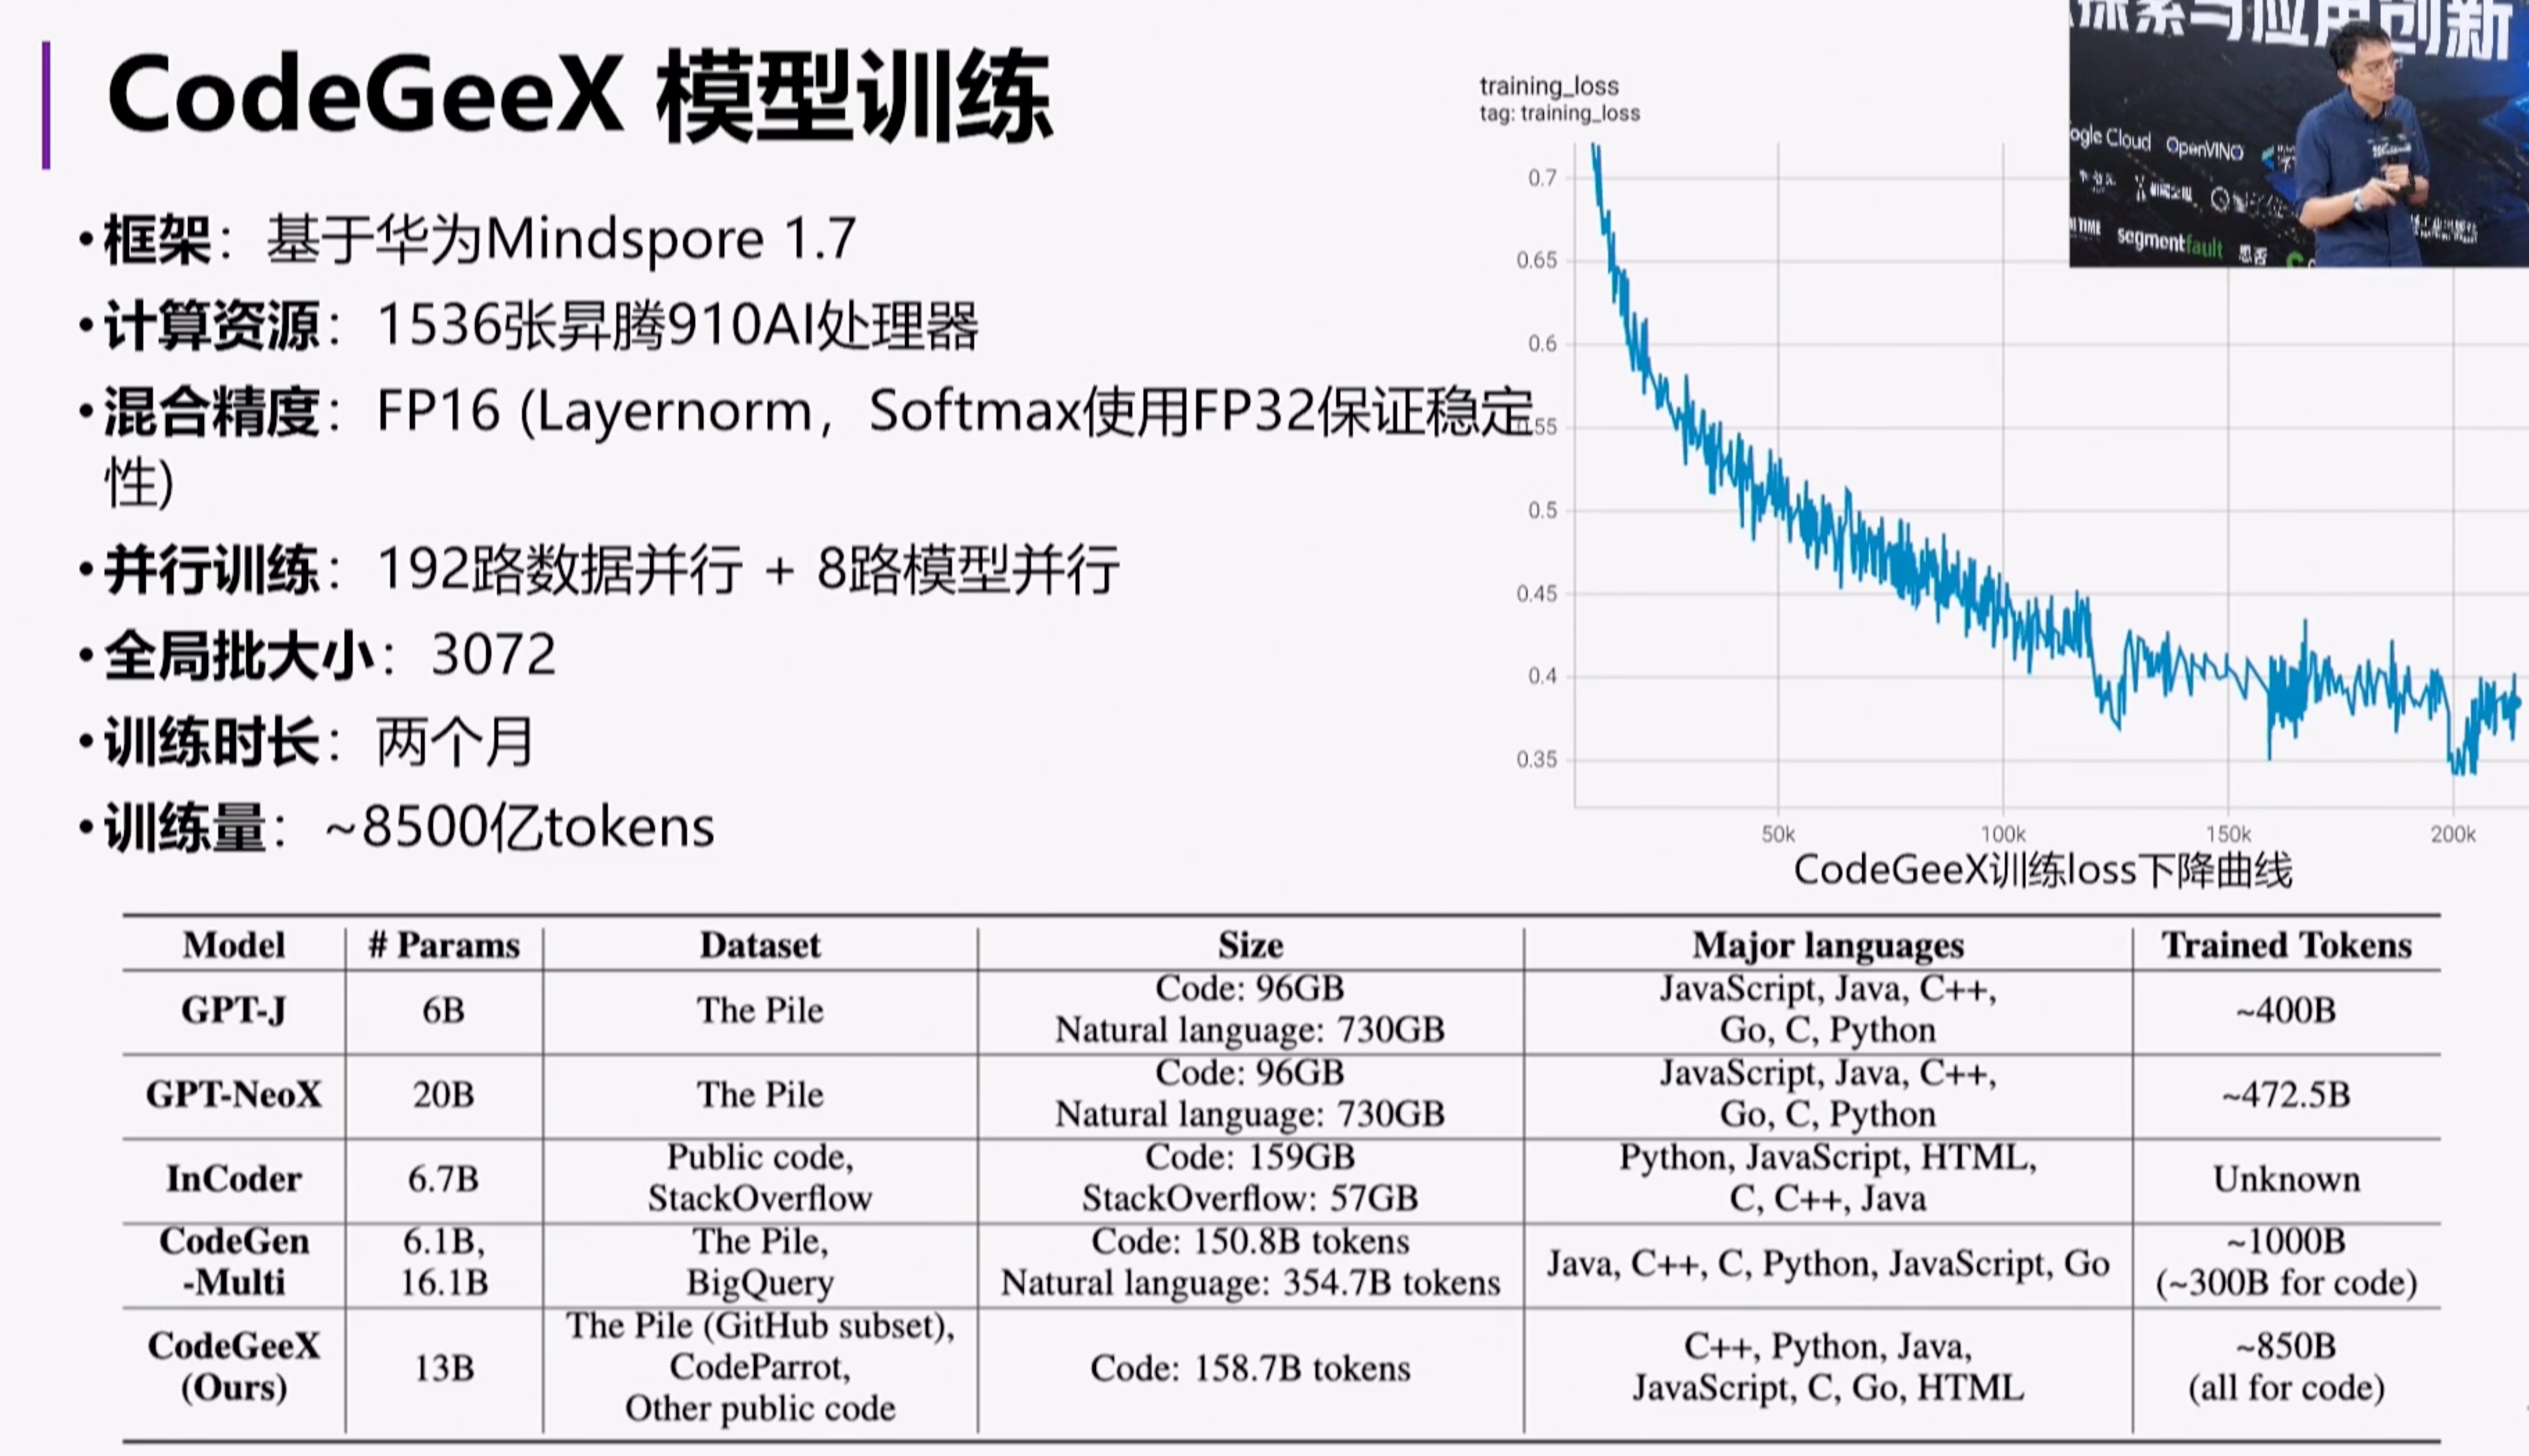 CodeGeeX 模型训练
•框架：基于华为Mindspore 1.7
•计算资源：1536张昇腾910AI处理器
•混合精度：FP16 (Layernorm，Softmax使用FP32保证稳定
性)
•并行训练：192路数据并行 + 8路模型并行
•全局批大小：3072
•训练时长：两个月
•训练量：~8500亿tokens
training_loss
tag: training_loss
0.7
0.65
0.6
0.55
0.5
0.45
0.4
0.35
50k 100k 150k 200k
CodeGeeX训练loss下降曲线
探索与应用创新
ogle Cloud OpenVINO
segmentfault 思否
Model # Params Dataset Size Major languages Trained Tokens
GPT-J 6B The Pile Code: 96GB
Natural language: 730GB JavaScript, Java, C++,
Go, C, Python ~400B
GPT-NeoX 20B The Pile Code: 96GB
Natural language: 730GB JavaScript, Java, C++,
Go, C, Python ~472.5B
InCoder 6.7B Public code,
StackOverflow Code: 159GB
StackOverflow: 57GB Python, JavaScript, HTML,
C, C++, Java Unknown
CodeGen
-Multi 6.1B,
16.1B The Pile,
BigQuery Code: 150.8B tokens
Natural language: 354.7B tokens Java, C++, C, Python, JavaScript, Go ~1000B
(~300B for code)
CodeGeeX
(Ours) 13B The Pile (GitHub subset),
CodeParrot,
Other public code Code: 158.7B tokens C++, Python, Java,
JavaScript, C, Go, HTML ~850B
(all for code)